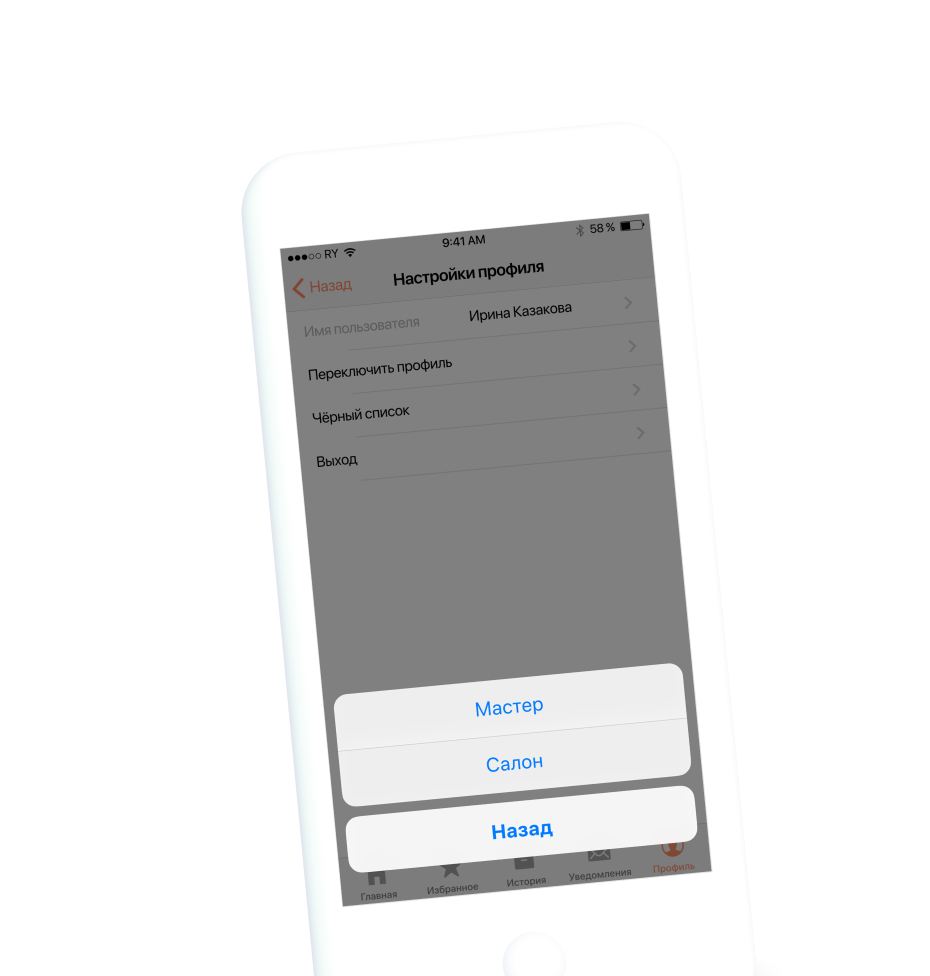 RY 9:41 AM 58 %
Назад Настройки профиля
Имя пользователя Ирина Казакова
Переключить профиль
Чёрный список
Выход
Мастер
Салон
Назад
Главная Избранное История Уведомления Профиль